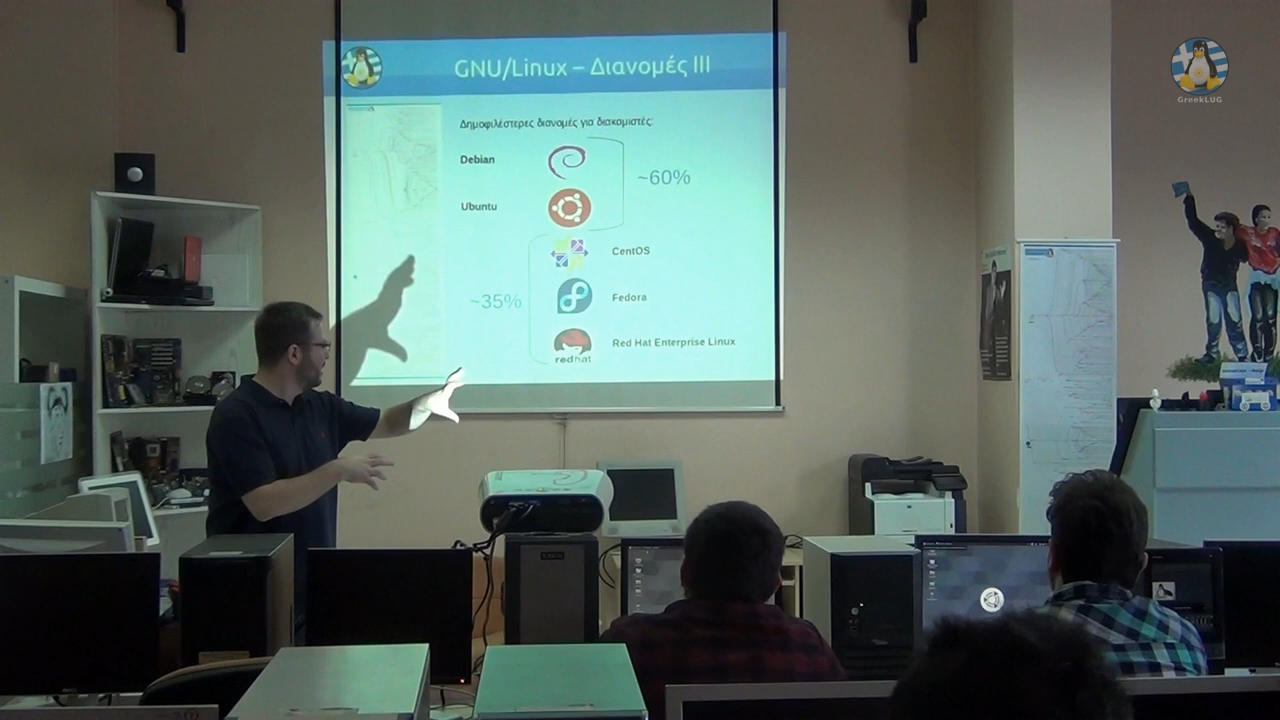 GNU/Linux – Διανομές III
GreekLUG
Δημοφιλέστερες διανομές για διακομιστές:
Debian
~60%
Ubuntu
CentOS
~35%
Fedora
redhat
Red Hat Enterprise Linux